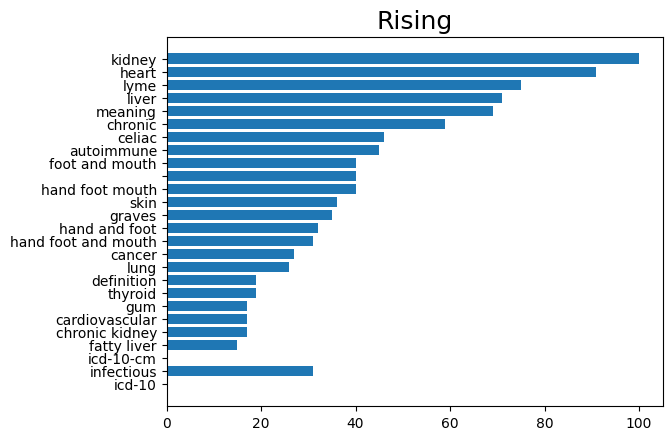 Rising
kidney
heart
lyme
liver
meaning
chronic
celiac
autoimmune
foot and mouth
hand foot mouth
skin
graves
hand and foot
hand foot and mouth
cancer
lung
definition
thyroid
gum
cardiovascular
chronic kidney
fatty liver
icd-10-cm
infectious
icd-10
0 20 40 60 80 100